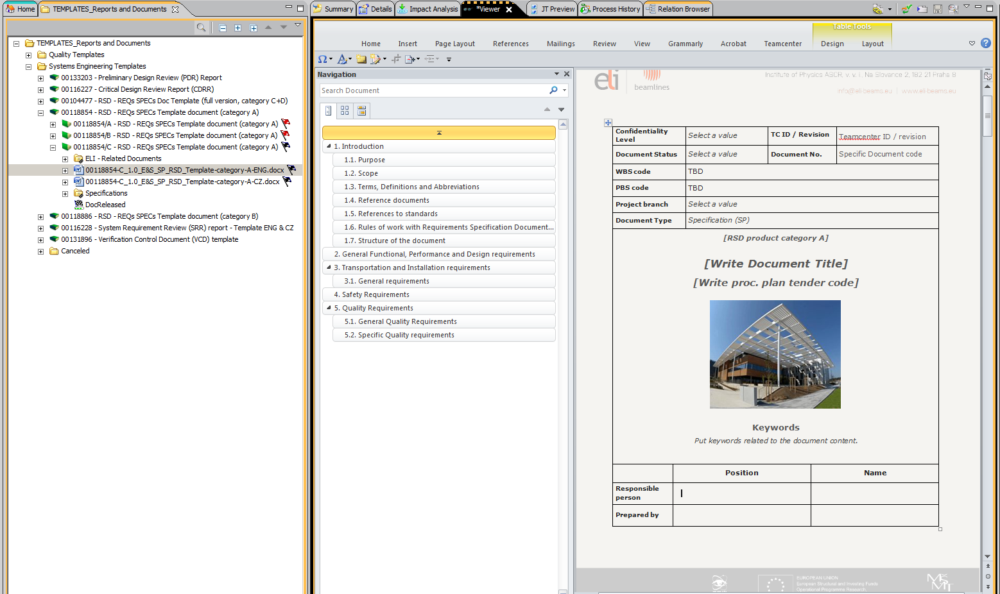 Home
TEMPLATES_Reports and Documents
Summary
Details
Impact Analysis
*Viewer
JT Preview
Process History
Relation Browser
TEMPLATES_Reports and Documents
Quality Templates
Systems Engineering Templates
00133203 - Preliminary Design Review (PDR) Report
00116227 - Critical Design Review Report (CDRR)
00104477 - RSD - REQs SPECs Doc Template (full version, category C+D)
00118854 - RSD - REQs SPECs Template document (category A)
00118854/A - RSD - REQs SPECs Template document (category A)
00118854/B - RSD - REQs SPECs Template document (category A)
00118854/C - RSD - REQs SPECs Template document (category A)
ELI - Related Documents
00118854-C_1.0_E&S_SP_RSD_Template-category-A-ENG.docx
00118854-C_1.0_E&S_SP_RSD_Template-category-A-CZ.docx
Specifications
DocReleased
00118886 - RSD - REQs SPECs Template document (category B)
00116228 - System Requirement Review (SRR) report - Template ENG & CZ
00131896 - Verification Control Document (VCD) template
Canceled
Table Tools
Home
Insert
Page Layout
References
Mailings
Review
View
Grammarly
Acrobat
Teamcenter
Design
Layout
Navigation
Search Document
1. Introduction
1.1. Purpose
1.2. Scope
1.3. Terms, Definitions and Abbreviations
1.4. Reference documents
1.5. References to standards
1.6. Rules of work with Requirements Specification Document...
1.7. Structure of the document
2. General Functional, Performance and Design requirements
3. Transportation and Installation requirements
3.1. General requirements
4. Safety Requirements
5. Quality Requirements
5.1. General Quality Requirements
5.2. Specific Quality requirements
eli
beamlines
Institute of Physics ASCR, v. v. i., Na Slovance 2, 182 21 Praha 8
info@eli-beams.eu | www.eli-beams.eu
Confidentiality Level
Select a value
TC ID / Revision
Teamcenter ID / revision
Document Status
Select a value
Document No.
Specific Document code
WBS code
TBD
PBS code
TBD
Project branch
Select a value
Document Type
Specification (SP)
[RSD product category A]
[Write Document Title]
[Write proc. plan tender code]
Keywords
Put keywords related to the document content.
Position
Name
Responsible person
Prepared by
EUROPEAN UNION
European Structural and Investing Funds
Operational Programme Research,